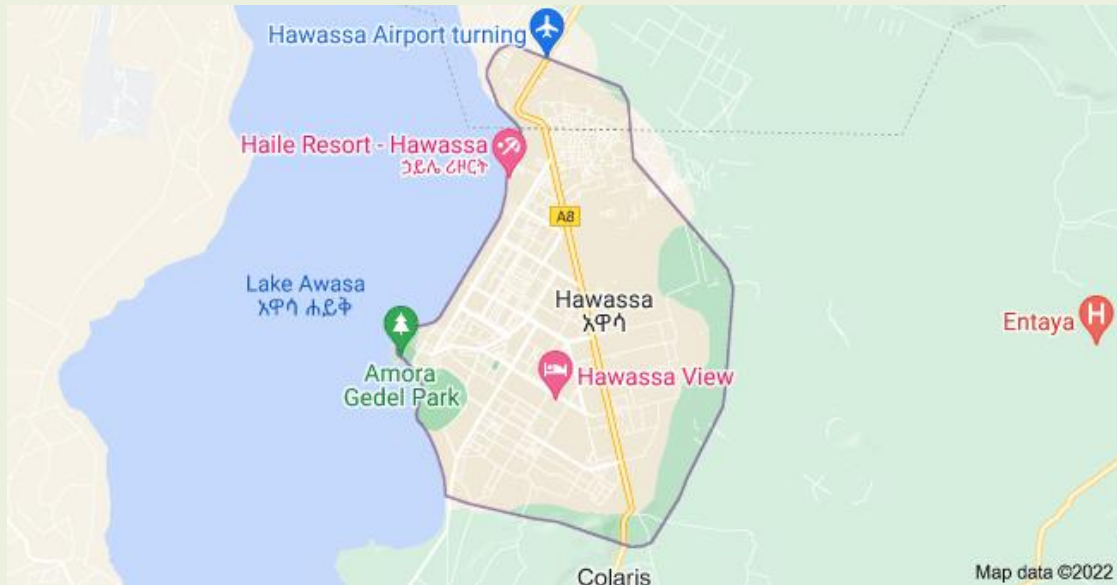 Hawassa Airport turning
Haile Resort - Hawassa
ኃይሌ ሪዞርት
A8
Lake Awasa
አዋሳ ሐይቅ
Hawassa
አዋሳ
Entaya
H
Amora
Gedel Park
Hawassa View
Colaris
Map data ©2022